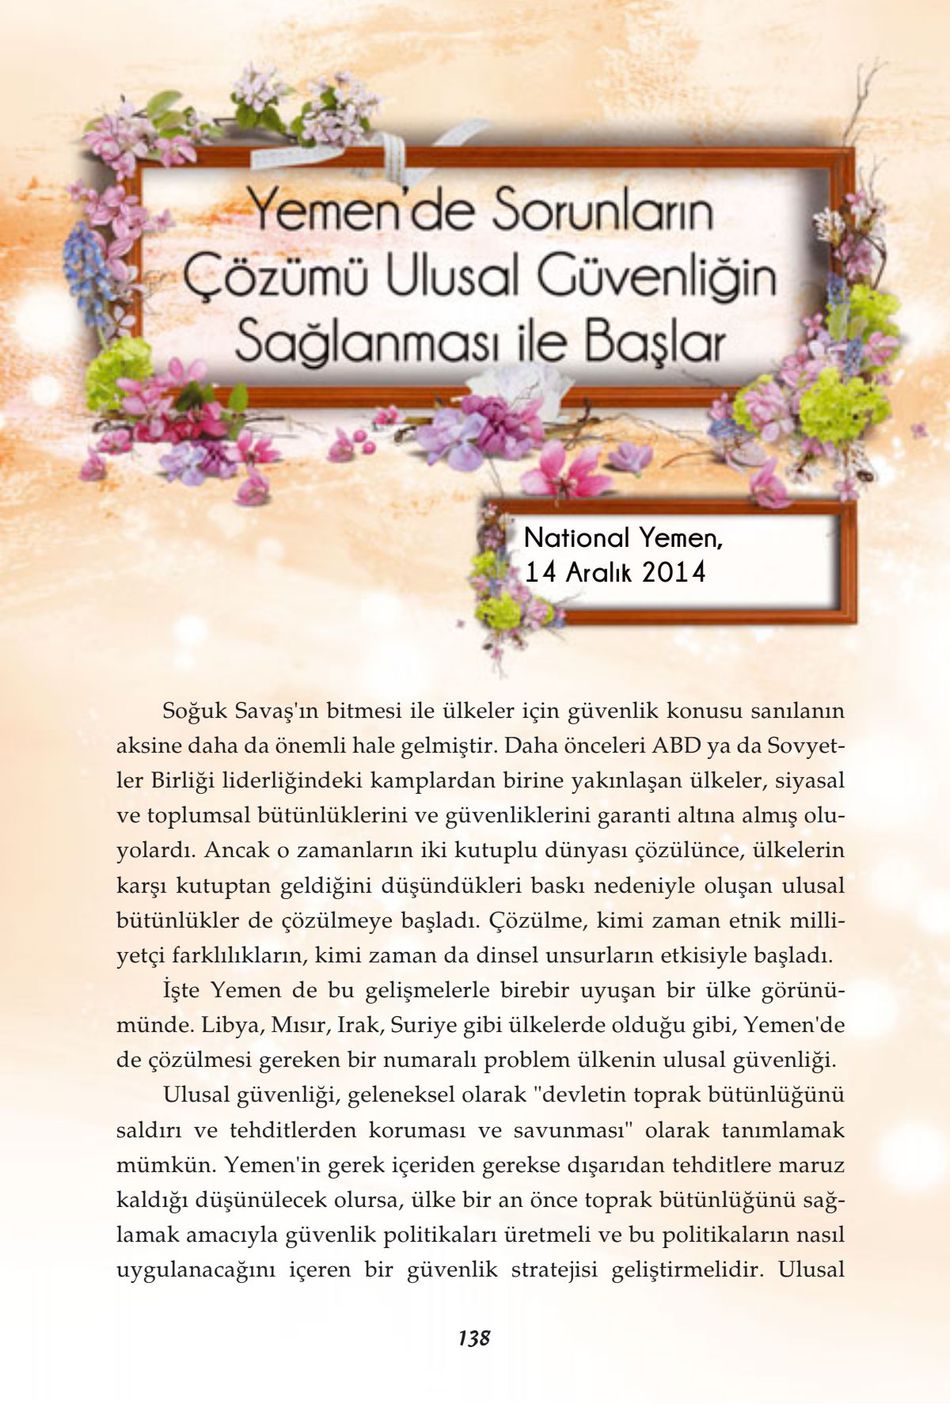 Yemen'de Sorunların
Çözümü Ulusal Güvenliğin
Sağlanması ile Başlar
National Yemen,
14 Aralık 2014
Soğuk Savaş'ın bitmesi ile ülkeler için güvenlik konusu sanılanın
aksine daha da önemli hale gelmiştir. Daha önceleri ABD ya da Sovyet-
ler Birliği liderliğindeki kamplardan birine yakınlaşan ülkeler, siyasal
ve toplumsal bütünlüklerini ve güvenliklerini garanti altına almış olu-
yolardı. Ancak o zamanların iki kutuplu dünyası çözülünce, ülkelerin
karşı kutuptan geldiğini düşündükleri baskı nedeniyle oluşan ulusal
bütünlükler de çözülmeye başladı. Çözülme, kimi zaman etnik milli-
yetçi farklılıkların, kimi zaman da dinsel unsurların etkisiyle başladı.
İşte Yemen de bu gelişmelerle birebir uyuşan bir ülke görünü-
münde. Libya, Mısır, Irak, Suriye gibi ülkelerde olduğu gibi, Yemen'de
de çözülmesi gereken bir numaralı problem ülkenin ulusal güvenliği.
Ulusal güvenliği, geleneksel olarak "devletin toprak bütünlüğünü
saldırı ve tehditlerden koruması ve savunması" olarak tanımlamak
mümkün. Yemen'in gerek içeriden gerekse dışarıdan tehditlere maruz
kaldığı düşünülecek olursa, ülke bir an önce toprak bütünlüğünü sağ-
lamak amacıyla güvenlik politikaları üretmeli ve bu politikaların nasıl
uygulanacağını içeren bir güvenlik stratejisi geliştirmelidir. Ulusal
138